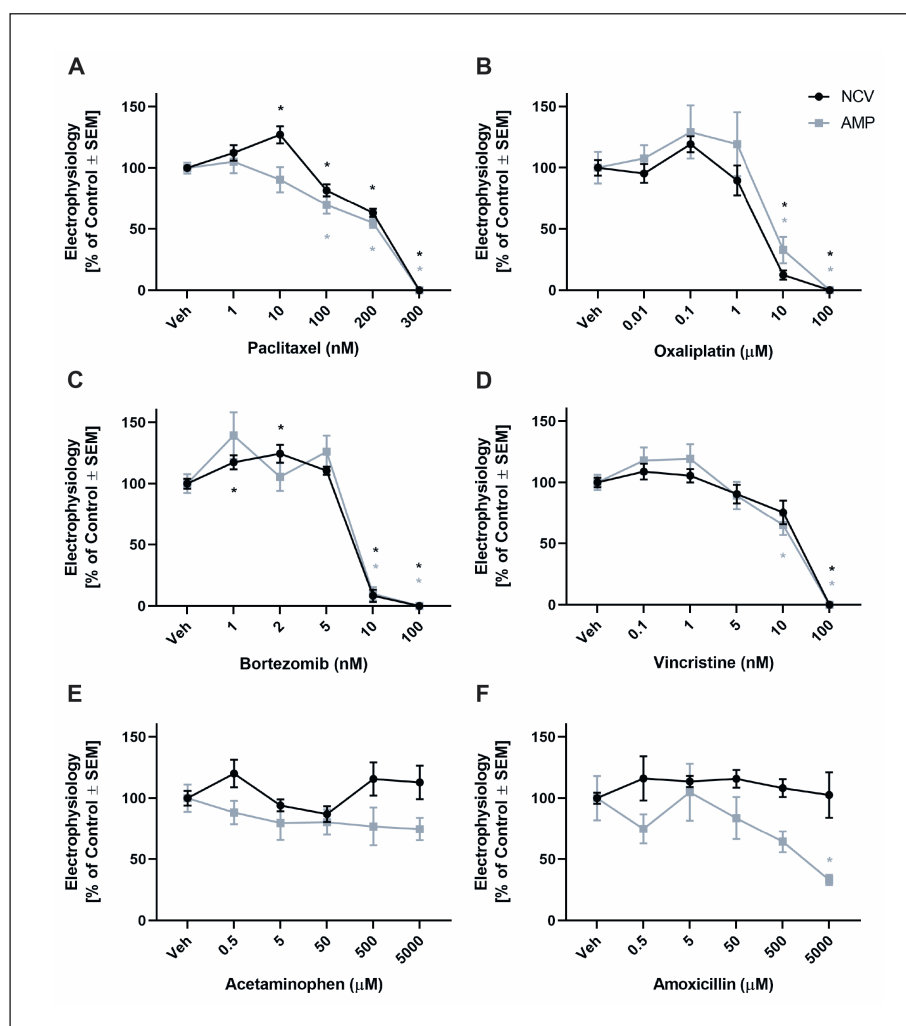 A
Electrophysiology
[% of Control ± SEM]
150
100
50
0
*
*
*
*
*
*
*
Veh
1
10
100
200
300
Paclitaxel (nM)
B
Electrophysiology
[% of Control ± SEM]
150
100
50
0
NCV
AMP
*
*
*
*
Veh
0.01
0.1
1
10
100
Oxaliplatin (μM)
C
Electrophysiology
[% of Control ± SEM]
150
100
50
0
*
*
*
*
*
*
Veh
1
2
5
10
100
Bortezomib (nM)
D
Electrophysiology
[% of Control ± SEM]
150
100
50
0
*
*
*
Veh
0.1
1
5
10
100
Vincristine (nM)
E
Electrophysiology
[% of Control ± SEM]
150
100
50
0
Veh
0.5
5
50
500
5000
Acetaminophen (μM)
F
Electrophysiology
[% of Control ± SEM]
150
100
50
0
*
Veh
0.5
5
50
500
5000
Amoxicillin (μM)